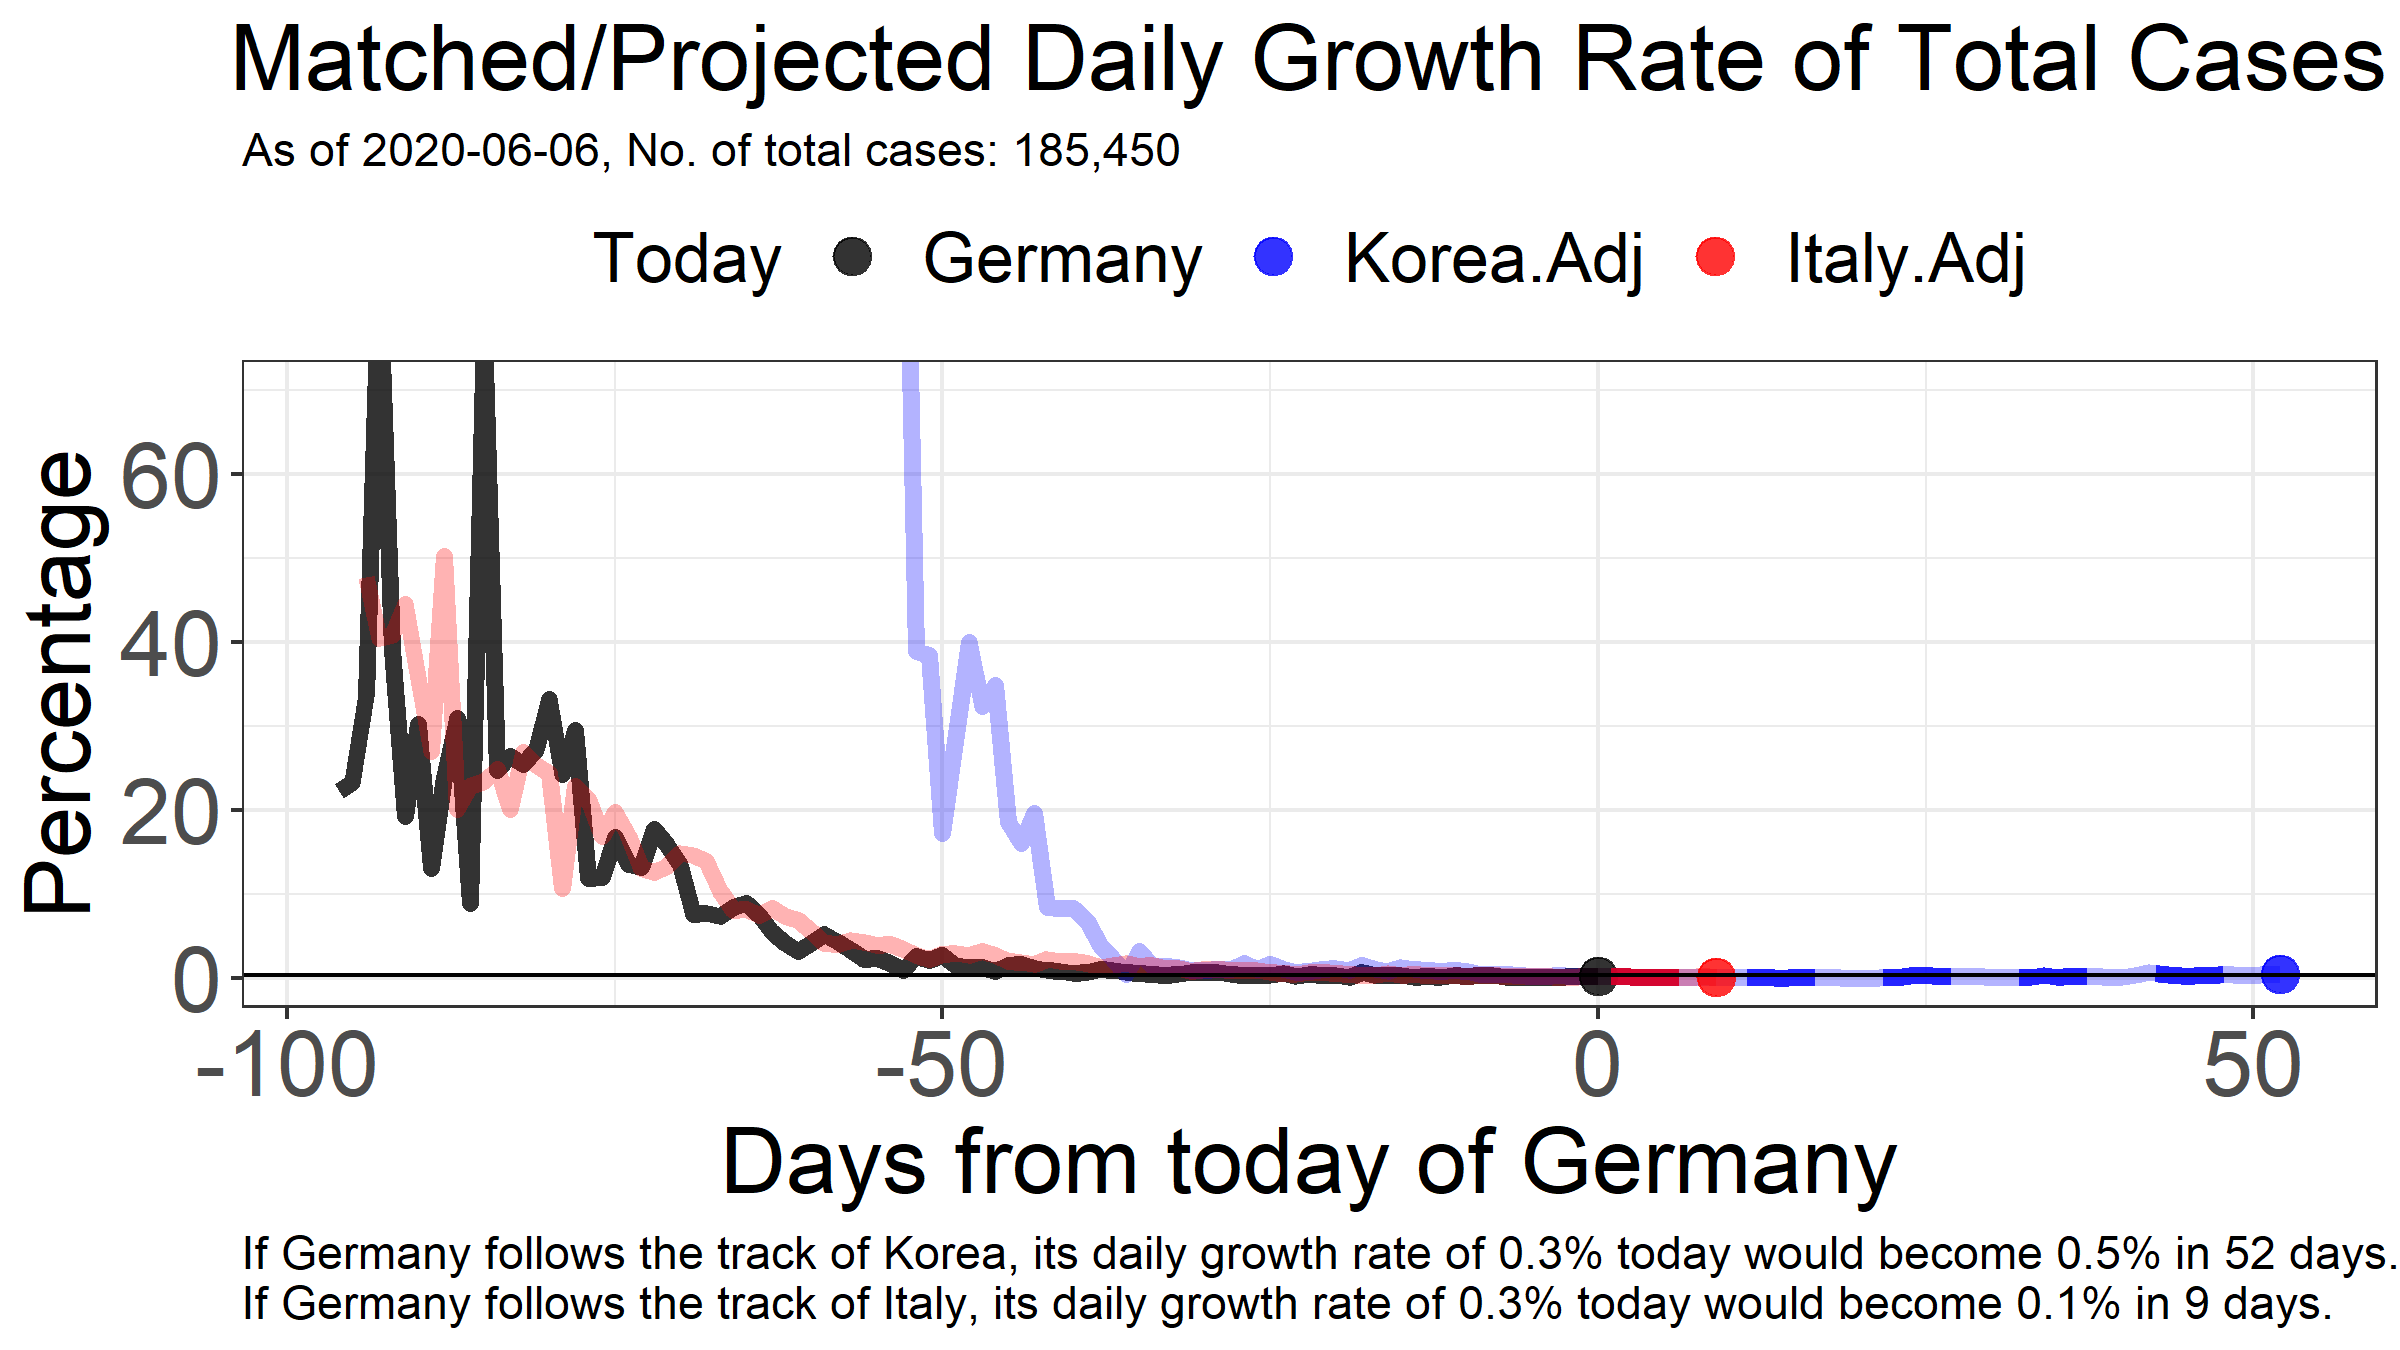 Matched/Projected Daily Growth Rate of Total Cases
As of 2020-06-06, No. of total cases: 185,450
Today Germany Korea.Adj Italy.Adj
Percentage
60
40
20
0
-100 -50 0 50
Days from today of Germany
If Germany follows the track of Korea, its daily growth rate of 0.3% today would become 0.5% in 52 days.
If Germany follows the track of Italy, its daily growth rate of 0.3% today would become 0.1% in 9 days.